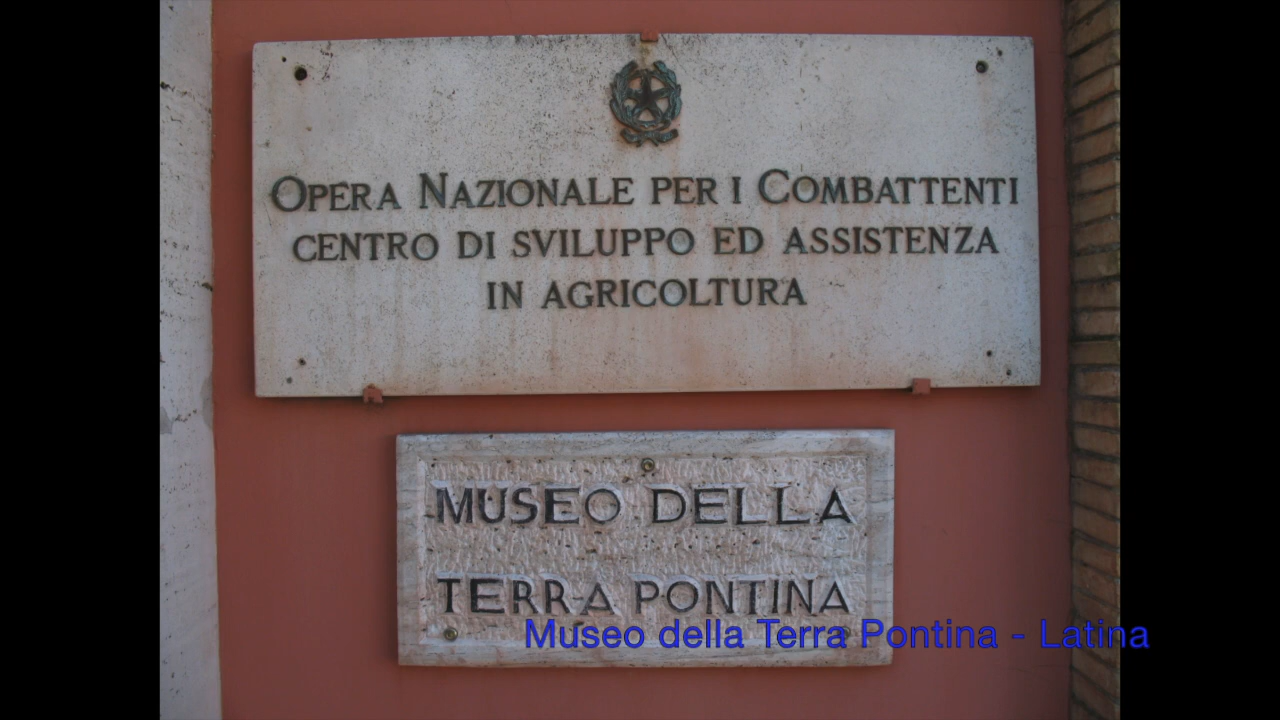 Opera Nazionale per i Combattenti
centro di sviluppo ed assistenza
in agricoltura
MUSEO DELLA
TERRA PONTINA
Museo della Terra Pontina - Latina